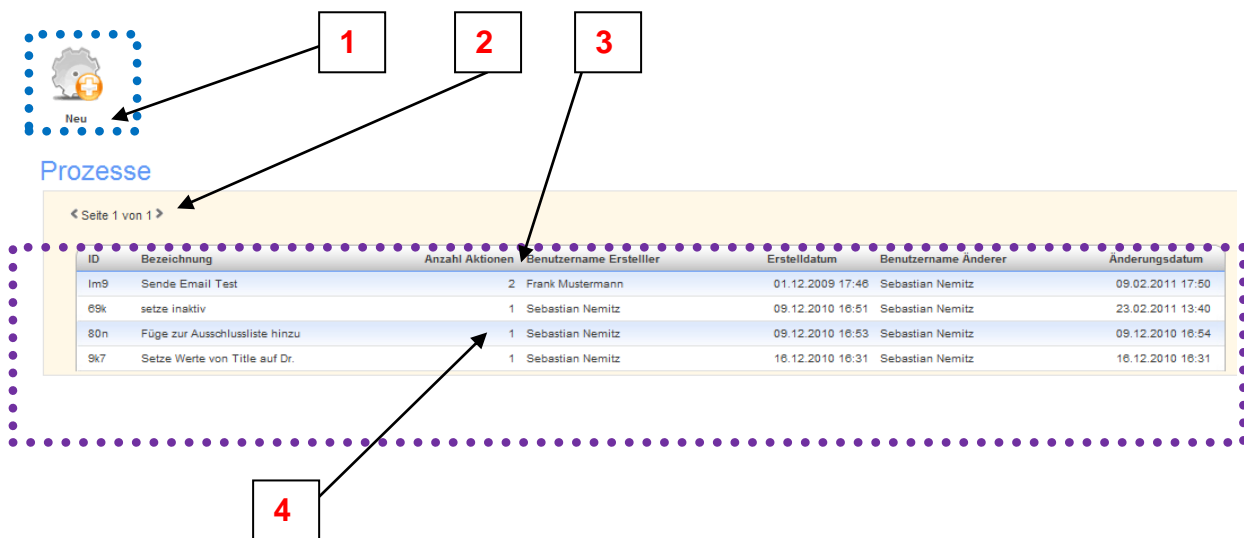 1 2 3
Neu
Prozesse
Seite 1 von 1
ID Bezeichnung Anzahl Aktionen Benutzername Erstelller Erstelldatum Benutzername Änderer Änderungsdatum
lm9 Sende Email Test 2 Frank Mustermann 01.12.2009 17:46 Sebastian Nemitz 09.02.2011 17:50
69k setze inaktiv 1 Sebastian Nemitz 09.12.2010 16:51 Sebastian Nemitz 23.02.2011 13:40
80n Füge zur Ausschlussliste hinzu 1 Sebastian Nemitz 09.12.2010 16:53 Sebastian Nemitz 09.12.2010 16:54
9k7 Setze Werte von Title auf Dr. 1 Sebastian Nemitz 16.12.2010 16:31 Sebastian Nemitz 16.12.2010 16:31
4